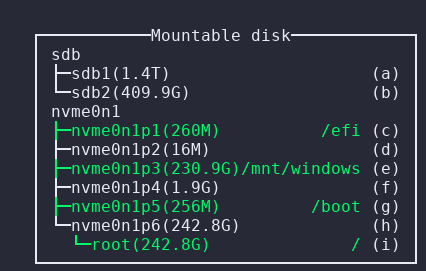 Mountable disk
sdb
├─sdb1(1.4T) (a)
└─sdb2(409.9G) (b)
nvme0n1
├─nvme0n1p1(260M) /efi (c)
├─nvme0n1p2(16M) (d)
├─nvme0n1p3(230.9G)/mnt/windows (e)
├─nvme0n1p4(1.9G) (f)
├─nvme0n1p5(256M) /boot (g)
└─nvme0n1p6(242.8G) (h)
└─root(242.8G) / (i)